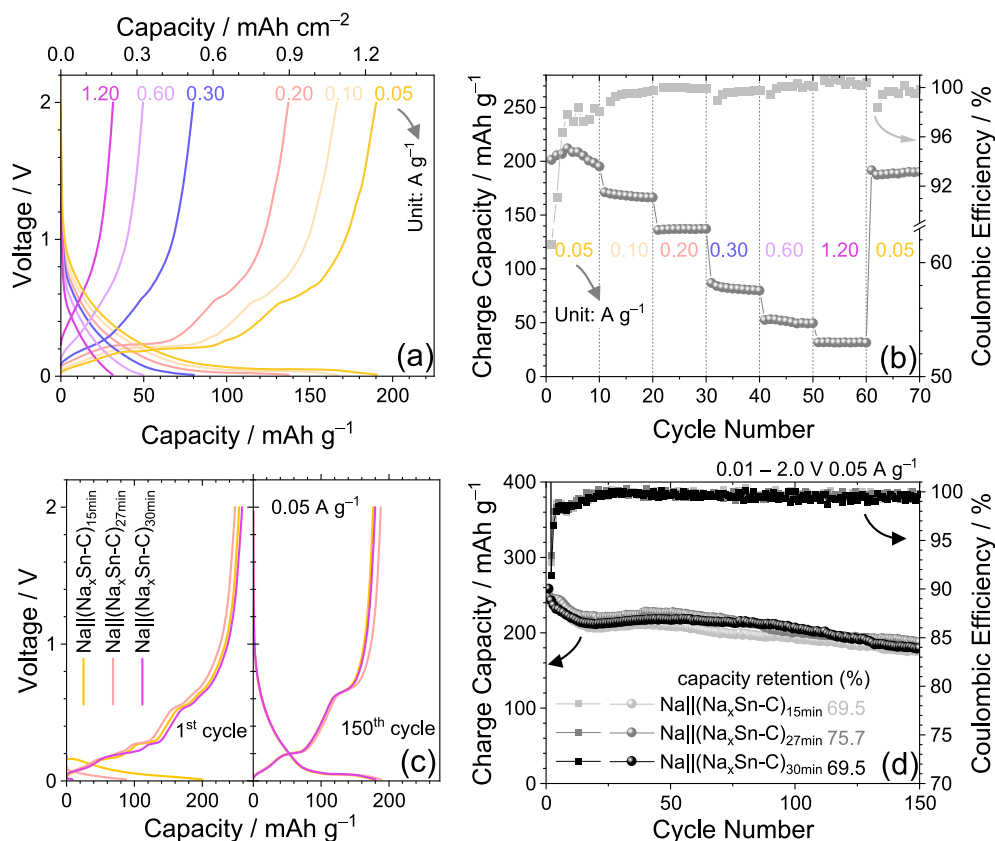 Capacity / mAh cm⁻²
0.0 0.3 0.6 0.9 1.2
1.20 0.60 0.30 0.20 0.10 0.05
Unit: A g⁻¹
2
1
0
Voltage / V
(a)
0 50 100 150 200
Capacity / mAh g⁻¹
Charge Capacity / mAh g⁻¹
250
200
150
100
50
0
0.05 0.10 0.20 0.30 0.60 1.20 0.05
Unit: A g⁻¹
(b)
100
96
92
60
50
Coulombic Efficiency / %
0 10 20 30 40 50 60 70
Cycle Number
2
1
0
Voltage / V
Na||(NaₓSn-C)15min
Na||(NaₓSn-C)27min
Na||(NaₓSn-C)30min
1st cycle
0.05 A g⁻¹
150th cycle
(c)
0 100 200 0 100 200
Capacity / mAh g⁻¹
0.01 – 2.0 V 0.05 A g⁻¹
Charge Capacity / mAh g⁻¹
400
300
200
100
0
capacity retention (%)
Na||(NaₓSn-C)15min 69.5
Na||(NaₓSn-C)27min 75.7
Na||(NaₓSn-C)30min 69.5
(d)
100
95
90
85
80
75
70
Coulombic Efficiency / %
0 50 100 150
Cycle Number